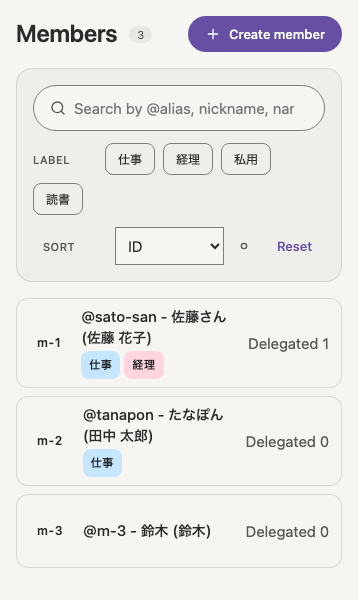 Members 3
+ Create member
Search by @alias, nickname, nar
LABEL 仕事 経理 私用
読書
SORT ID Reset
m-1 @sato-san - 佐藤さん
(佐藤 花子) Delegated 1
仕事 経理
m-2 @tanapon - たなぽん
(田中 太郎) Delegated 0
仕事
m-3 @m-3 - 鈴木 (鈴木) Delegated 0